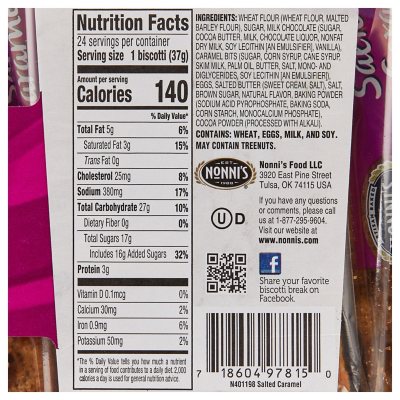 Nutrition Facts
24 servings per container
Serving size 1 biscotti (37g)
Amount per serving
Calories 140
% Daily Value*
Total Fat 5g 6%
Saturated Fat 3g 15%
Trans Fat 0g
Cholesterol 25mg 8%
Sodium 380mg 17%
Total Carbohydrate 27g 10%
Dietary Fiber 0g 0%
Total Sugars 17g
Includes 16g Added Sugars 32%
Protein 3g
Vitamin D 0.1mcg 0%
Calcium 30mg 2%
Iron 0.9mg 6%
Potassium 50mg 2%
*The % Daily Value tells you how much a nutrient
in a serving of food contributes to a daily diet. 2,000
calories a day is used for general nutrition advice.
INGREDIENTS: WHEAT FLOUR (WHEAT FLOUR, MALTED
BARLEY FLOUR), SUGAR, MILK CHOCOLATE (SUGAR,
COCOA BUTTER, MILK, CHOCOLATE LIQUOR, NONFAT
DRY MILK, SOY LECITHIN [AN EMULSIFIER], VANILLA),
CARAMEL BITS (SUGAR, CORN SYRUP, CANE SYRUP,
SKIM MILK, PALM OIL, BUTTER, SALT, MONO- AND
DIGLYCERIDES, SOY LECITHIN [AN EMULSIFIER]),
EGGS, SALTED BUTTER (SWEET CREAM, SALT), SALT,
BROWN SUGAR, NATURAL FLAVOR, BAKING POWDER
(SODIUM ACID PYROPHOSPHATE, BAKING SODA,
CORN STARCH, MONOCALCIUM PHOSPHATE),
COCOA POWDER (PROCESSED WITH ALKALI).
CONTAINS: WHEAT, EGGS, MILK, AND SOY.
MAY CONTAIN TREENUTS.
EST
NONNI'S
Nonni's Food LLC
3920 East Pine Street
Tulsa, OK 74115 USA
U D
If you have any questions
or comments, please call
us at 1-877-295-9604.
Visit our website at
www.nonnis.com
f
Share your favorite
biscotti break on
Facebook.
7 18604 97815 0
N401198 Salted Caramel
NONNI'S